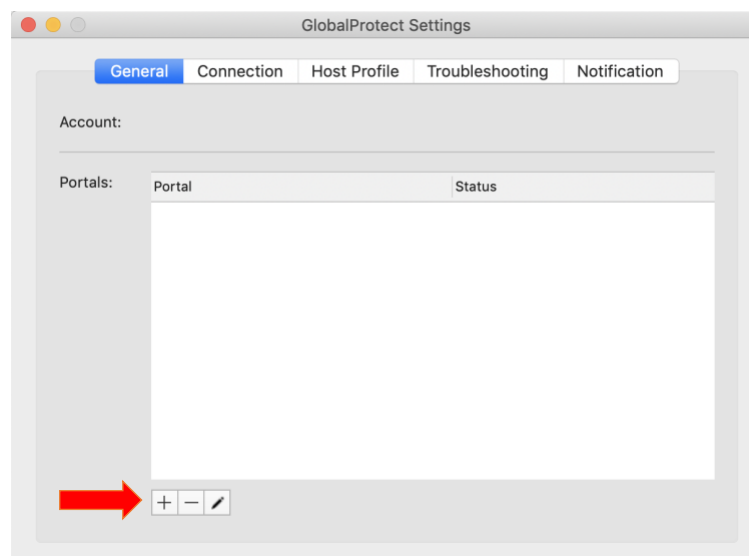 GlobalProtect Settings
General Connection Host Profile Troubleshooting Notification
Account:
Portals:
Portal Status